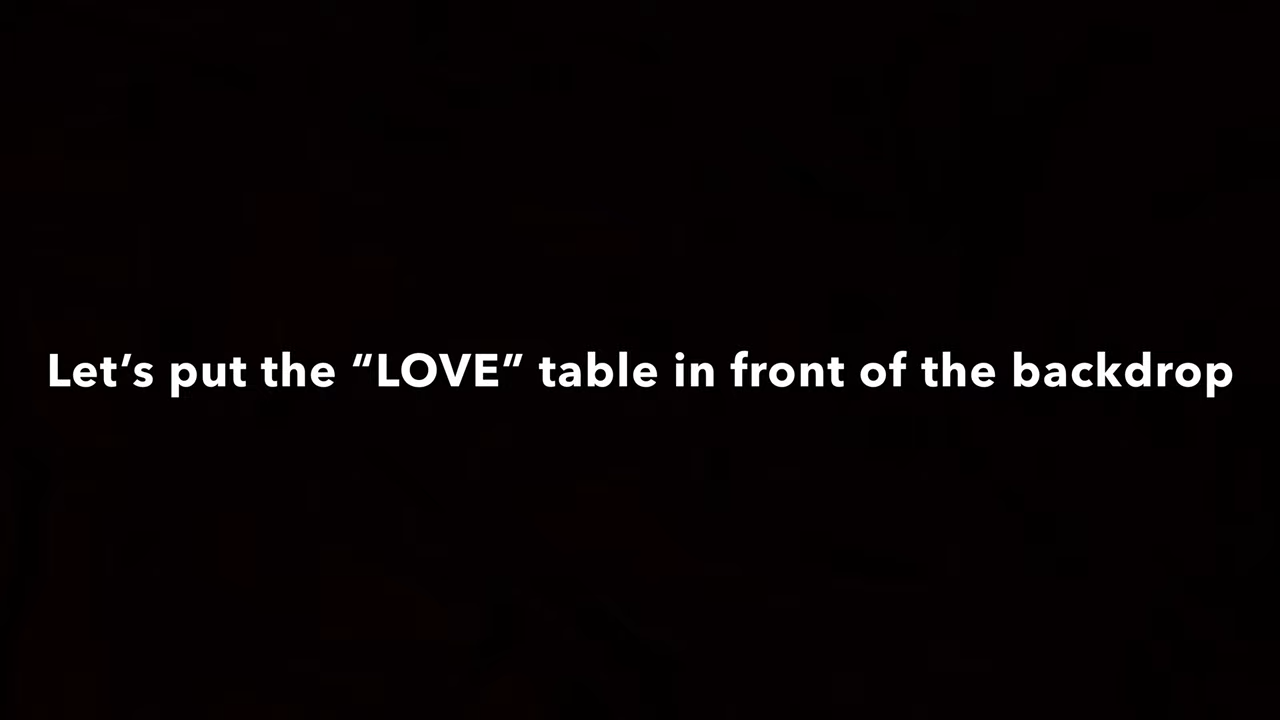 Let’s put the “LOVE” table in front of the backdrop